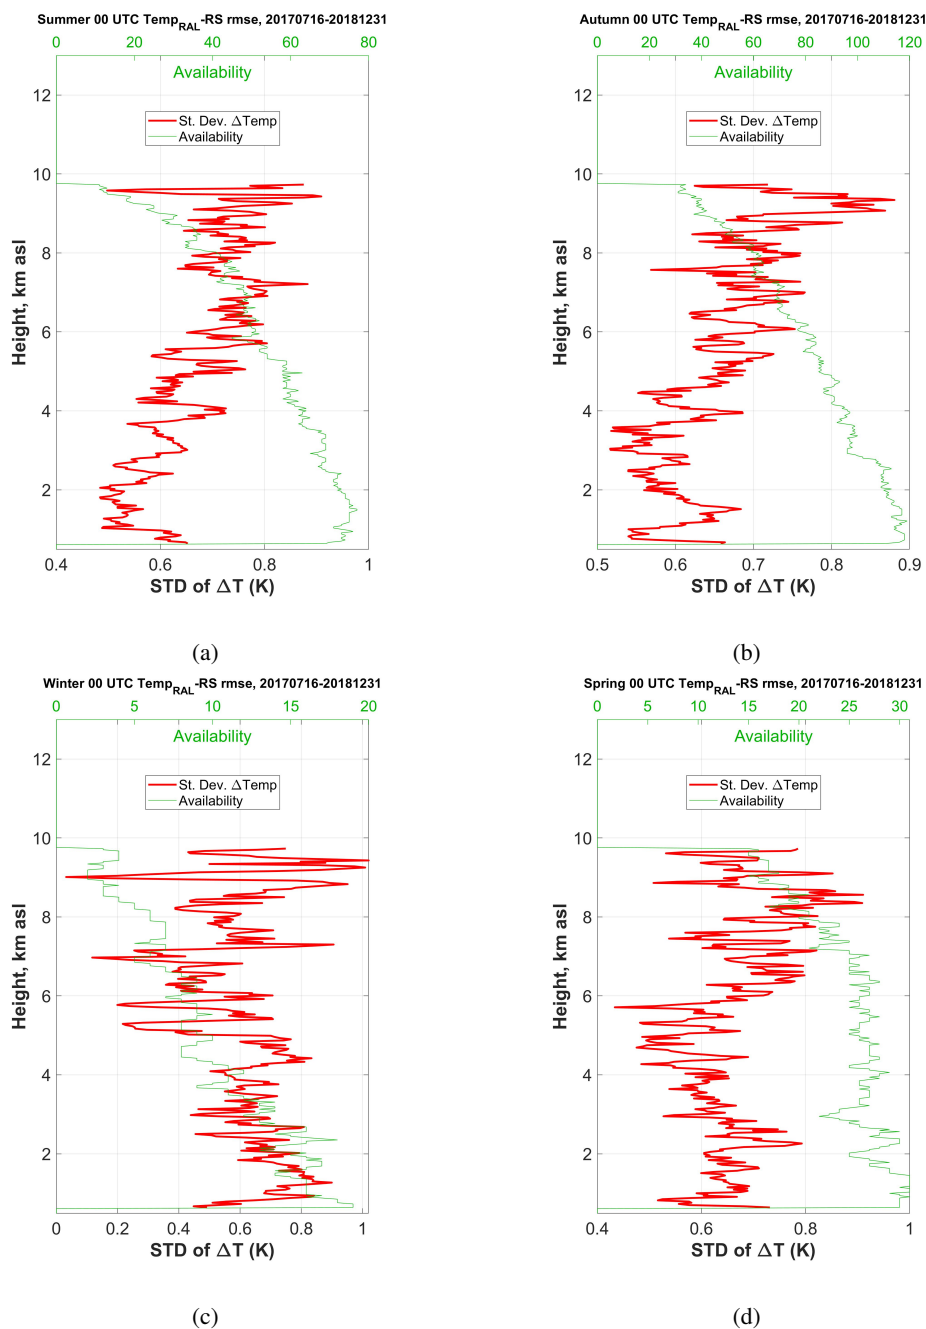 Summer 00 UTC Temp_RAL-RS rmse, 20170716-20181231
0 20 40 60 80
Availability
St. Dev. ΔTemp
Availability
12
10
8
6
4
2
Height, km asl
0.4 0.6 0.8 1
STD of ΔT (K)
(a)
Autumn 00 UTC Temp_RAL-RS rmse, 20170716-20181231
0 20 40 60 80 100 120
Availability
St. Dev. ΔTemp
Availability
12
10
8
6
4
2
Height, km asl
0.5 0.6 0.7 0.8 0.9
STD of ΔT (K)
(b)
Winter 00 UTC Temp_RAL-RS rmse, 20170716-20181231
0 5 10 15 20
Availability
St. Dev. ΔTemp
Availability
12
10
8
6
4
2
Height, km asl
0 0.2 0.4 0.6 0.8 1
STD of ΔT (K)
(c)
Spring 00 UTC Temp_RAL-RS rmse, 20170716-20181231
0 5 10 15 20 25 30
Availability
St. Dev. ΔTemp
Availability
12
10
8
6
4
2
Height, km asl
0.4 0.6 0.8 1
STD of ΔT (K)
(d)